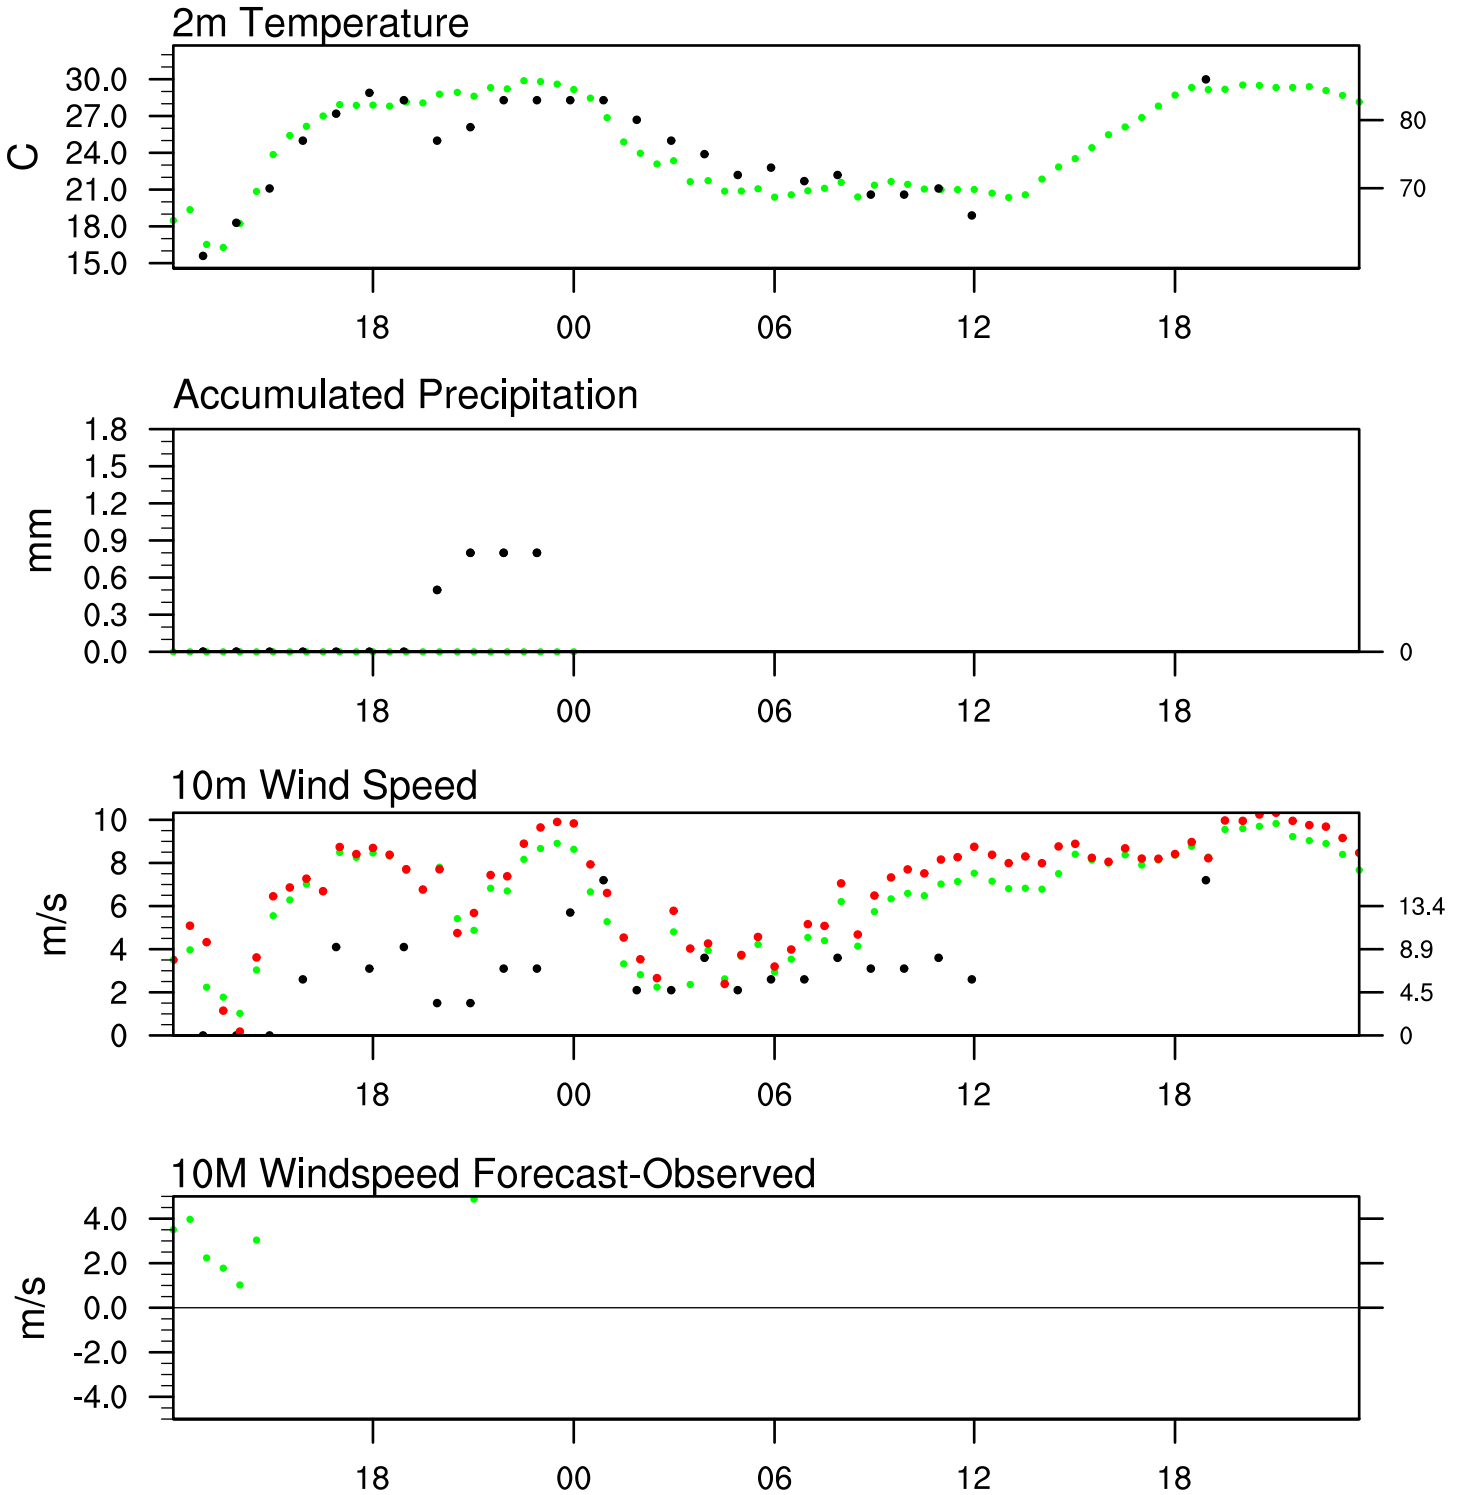 2m Temperature
30.0
27.0
24.0
21.0
18.0
15.0
C
80
70
18 00 06 12 18
Accumulated Precipitation
1.8
1.5
1.2
0.9
0.6
0.3
0.0
mm
0
18 00 06 12 18
10m Wind Speed
10
8
6
4
2
0
m/s
13.4
8.9
4.5
0
18 00 06 12 18
10M Windspeed Forecast-Observed
4.0
2.0
0.0
-2.0
-4.0
m/s
18 00 06 12 18